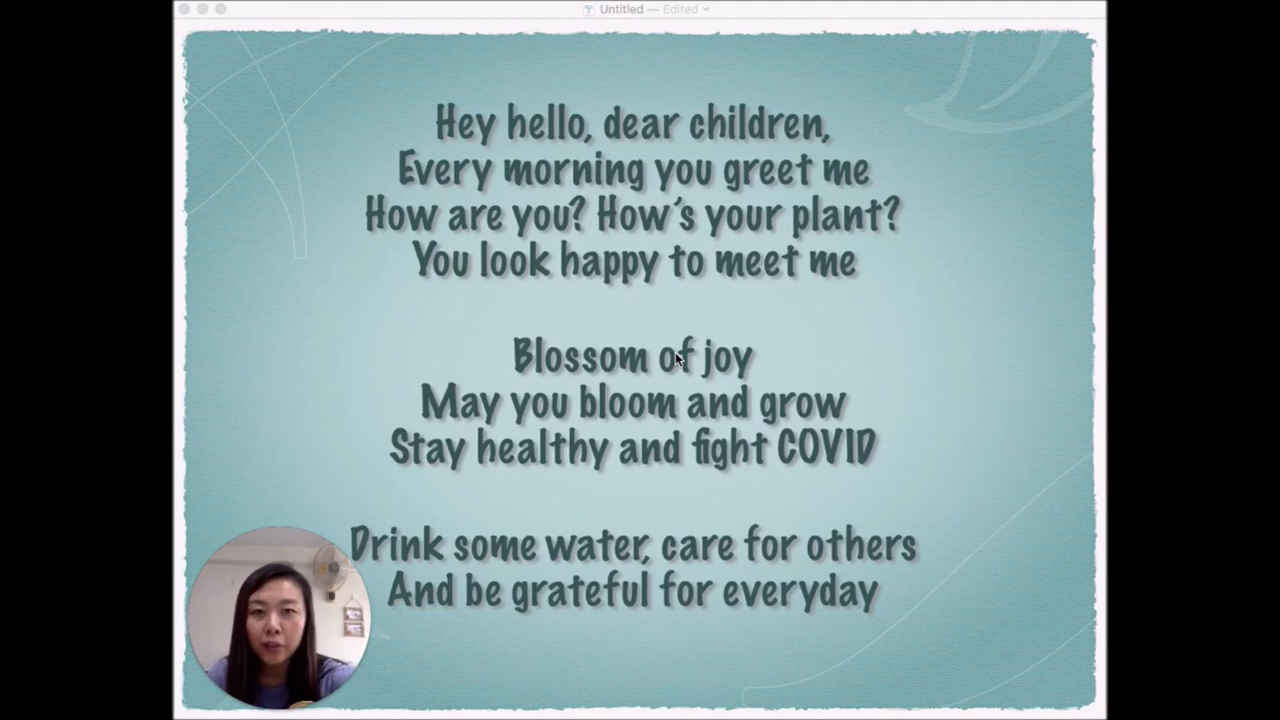 Untitled — Edited
Hey hello, dear children,
Every morning you greet me
How are you? How's your plant?
You look happy to meet me
Blossom of joy
May you bloom and grow
Stay healthy and fight COVID
Drink some water, care for others
And be grateful for everyday